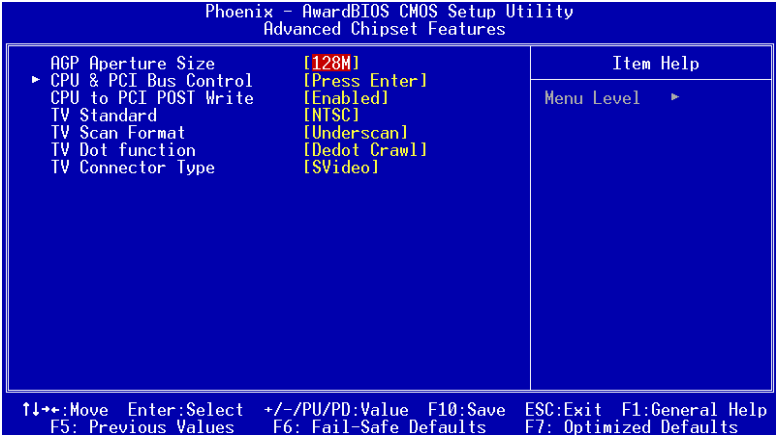 Phoenix - AwardBIOS CMOS Setup Utility
Advanced Chipset Features
AGP Aperture Size [128M]
► CPU & PCI Bus Control [Press Enter]
CPU to PCI POST Write [Enabled]
TV Standard [NTSC]
TV Scan Format [Underscan]
TV Dot function [Dedot Crawl]
TV Connector Type [SVideo]
Item Help
Menu Level ►
↑↓→←:Move Enter:Select +/-/PU/PD:Value F10:Save ESC:Exit F1:General Help
F5: Previous Values F6: Fail-Safe Defaults F7: Optimized Defaults